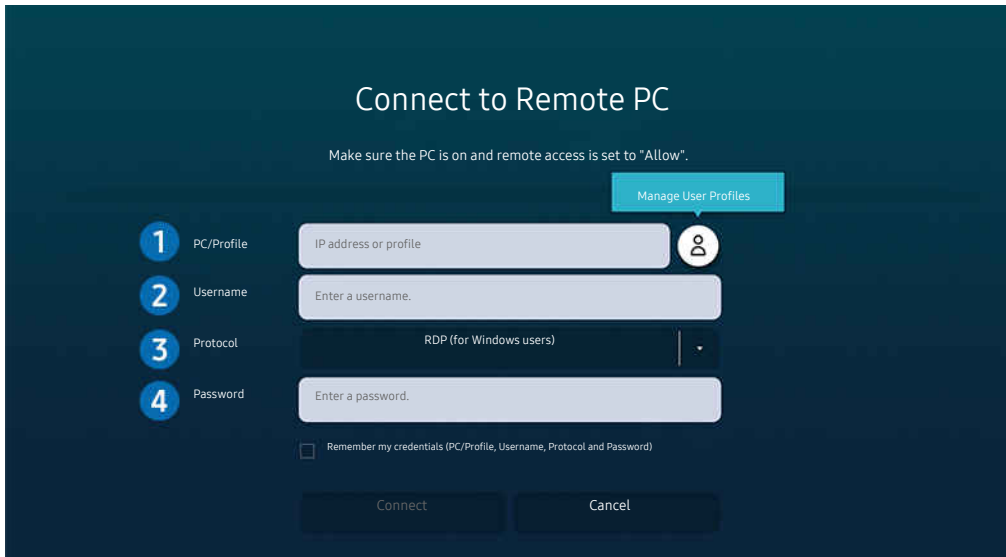 Connect to Remote PC
Make sure the PC is on and remote access is set to "Allow".
Manage User Profiles
1 PC/Profile IP address or profile
2 Username Enter a username.
3 Protocol RDP (for Windows users)
4 Password Enter a password.
Remember my credentials (PC/Profile, Username, Protocol and Password)
Connect Cancel